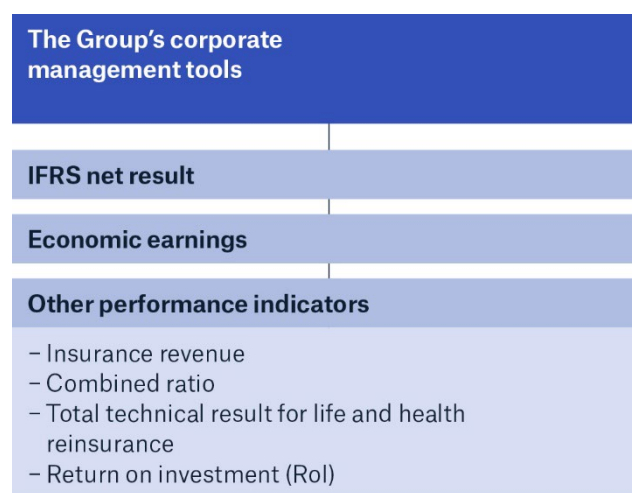 The Group’s corporate
management tools
IFRS net result
Economic earnings
Other performance indicators
– Insurance revenue
– Combined ratio
– Total technical result for life and health
reinsurance
– Return on investment (RoI)